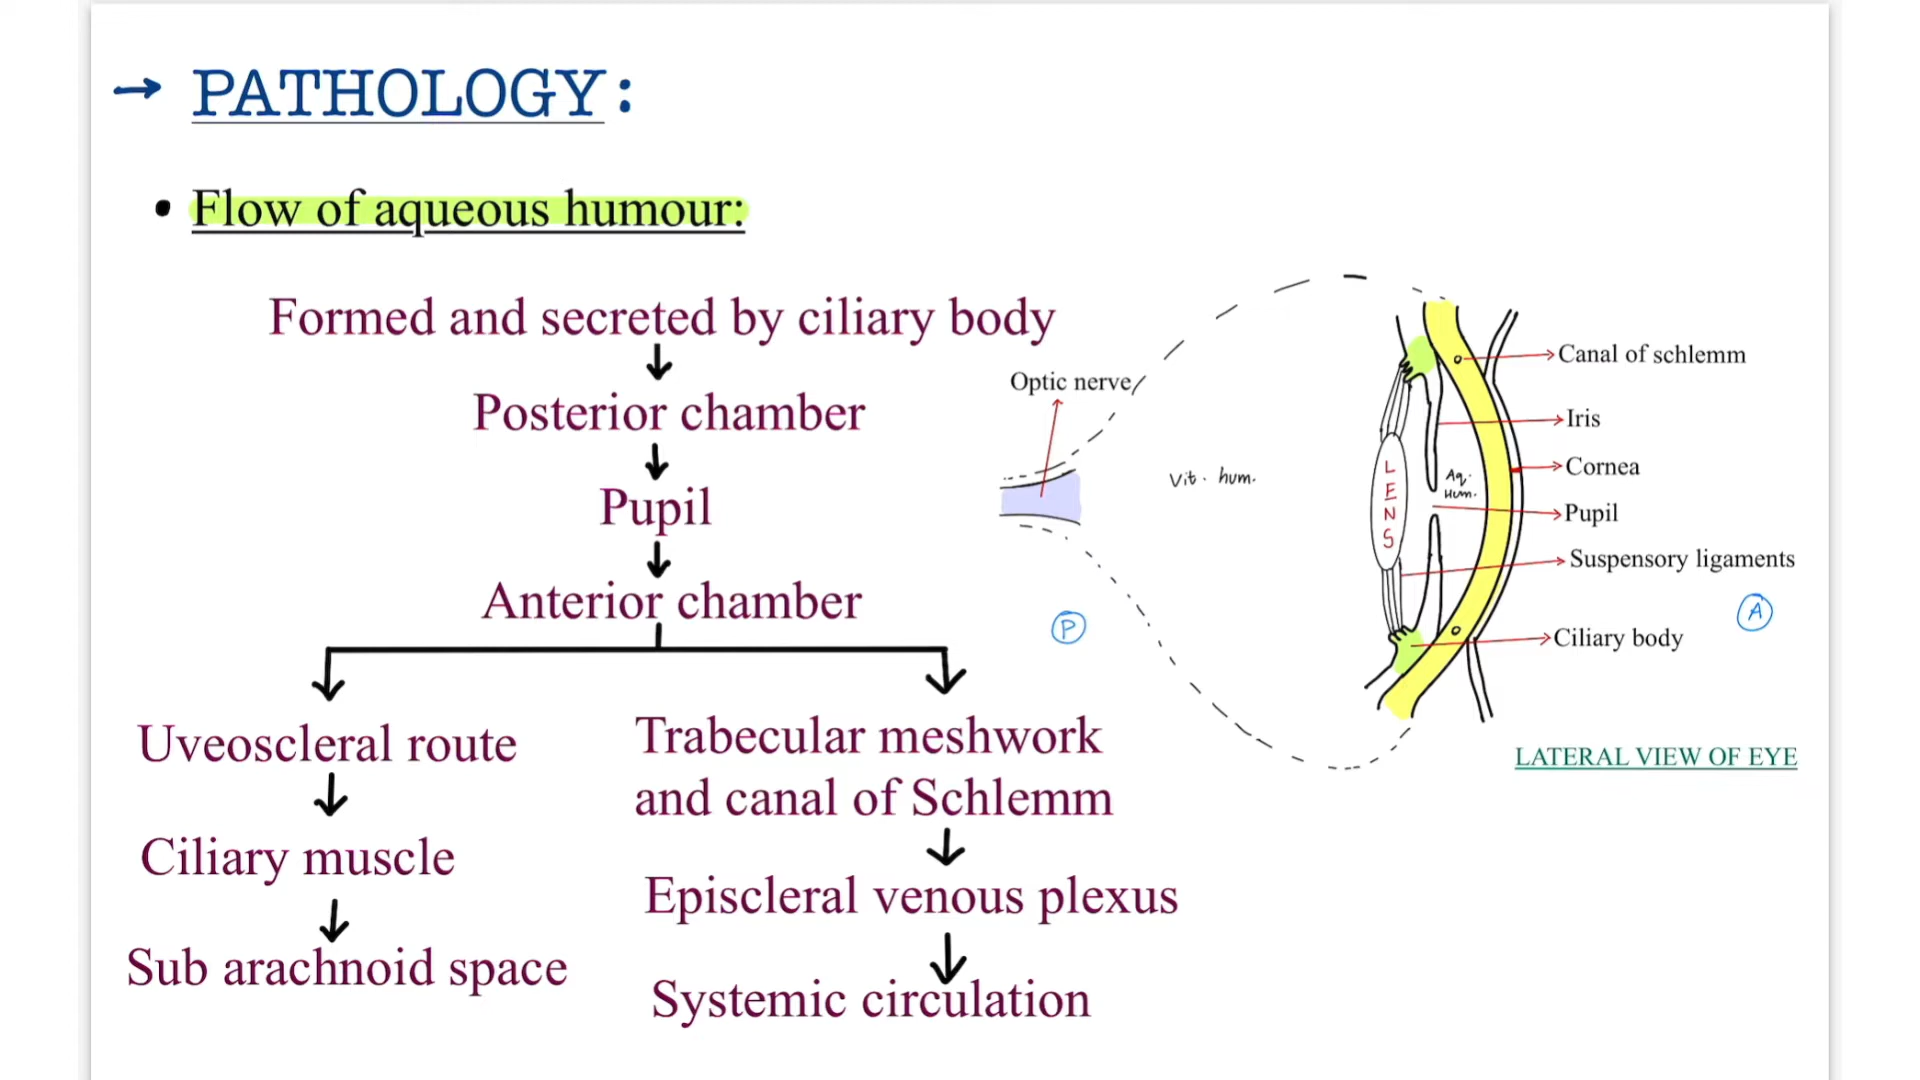 → PATHOLOGY:
• Flow of aqueous humour:
Formed and secreted by ciliary body
Posterior chamber
Pupil
Anterior chamber
Uveoscleral route
Ciliary muscle
Sub arachnoid space
Trabecular meshwork
and canal of Schlemm
Episcleral venous plexus
Systemic circulation
Optic nerve
Vit. hum.
P
LENS
Aq.
Hum.
Canal of schlemm
Iris
Cornea
Pupil
Suspensory ligaments
A
Ciliary body
LATERAL VIEW OF EYE